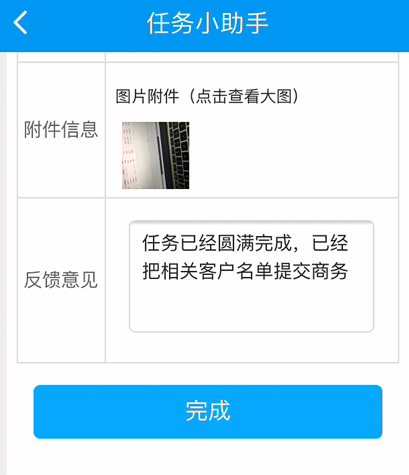 任务小助手
图片附件（点击查看大图）
附件信息
任务已经圆满完成，已经
把相关客户名单提交商务
反馈意见
完成